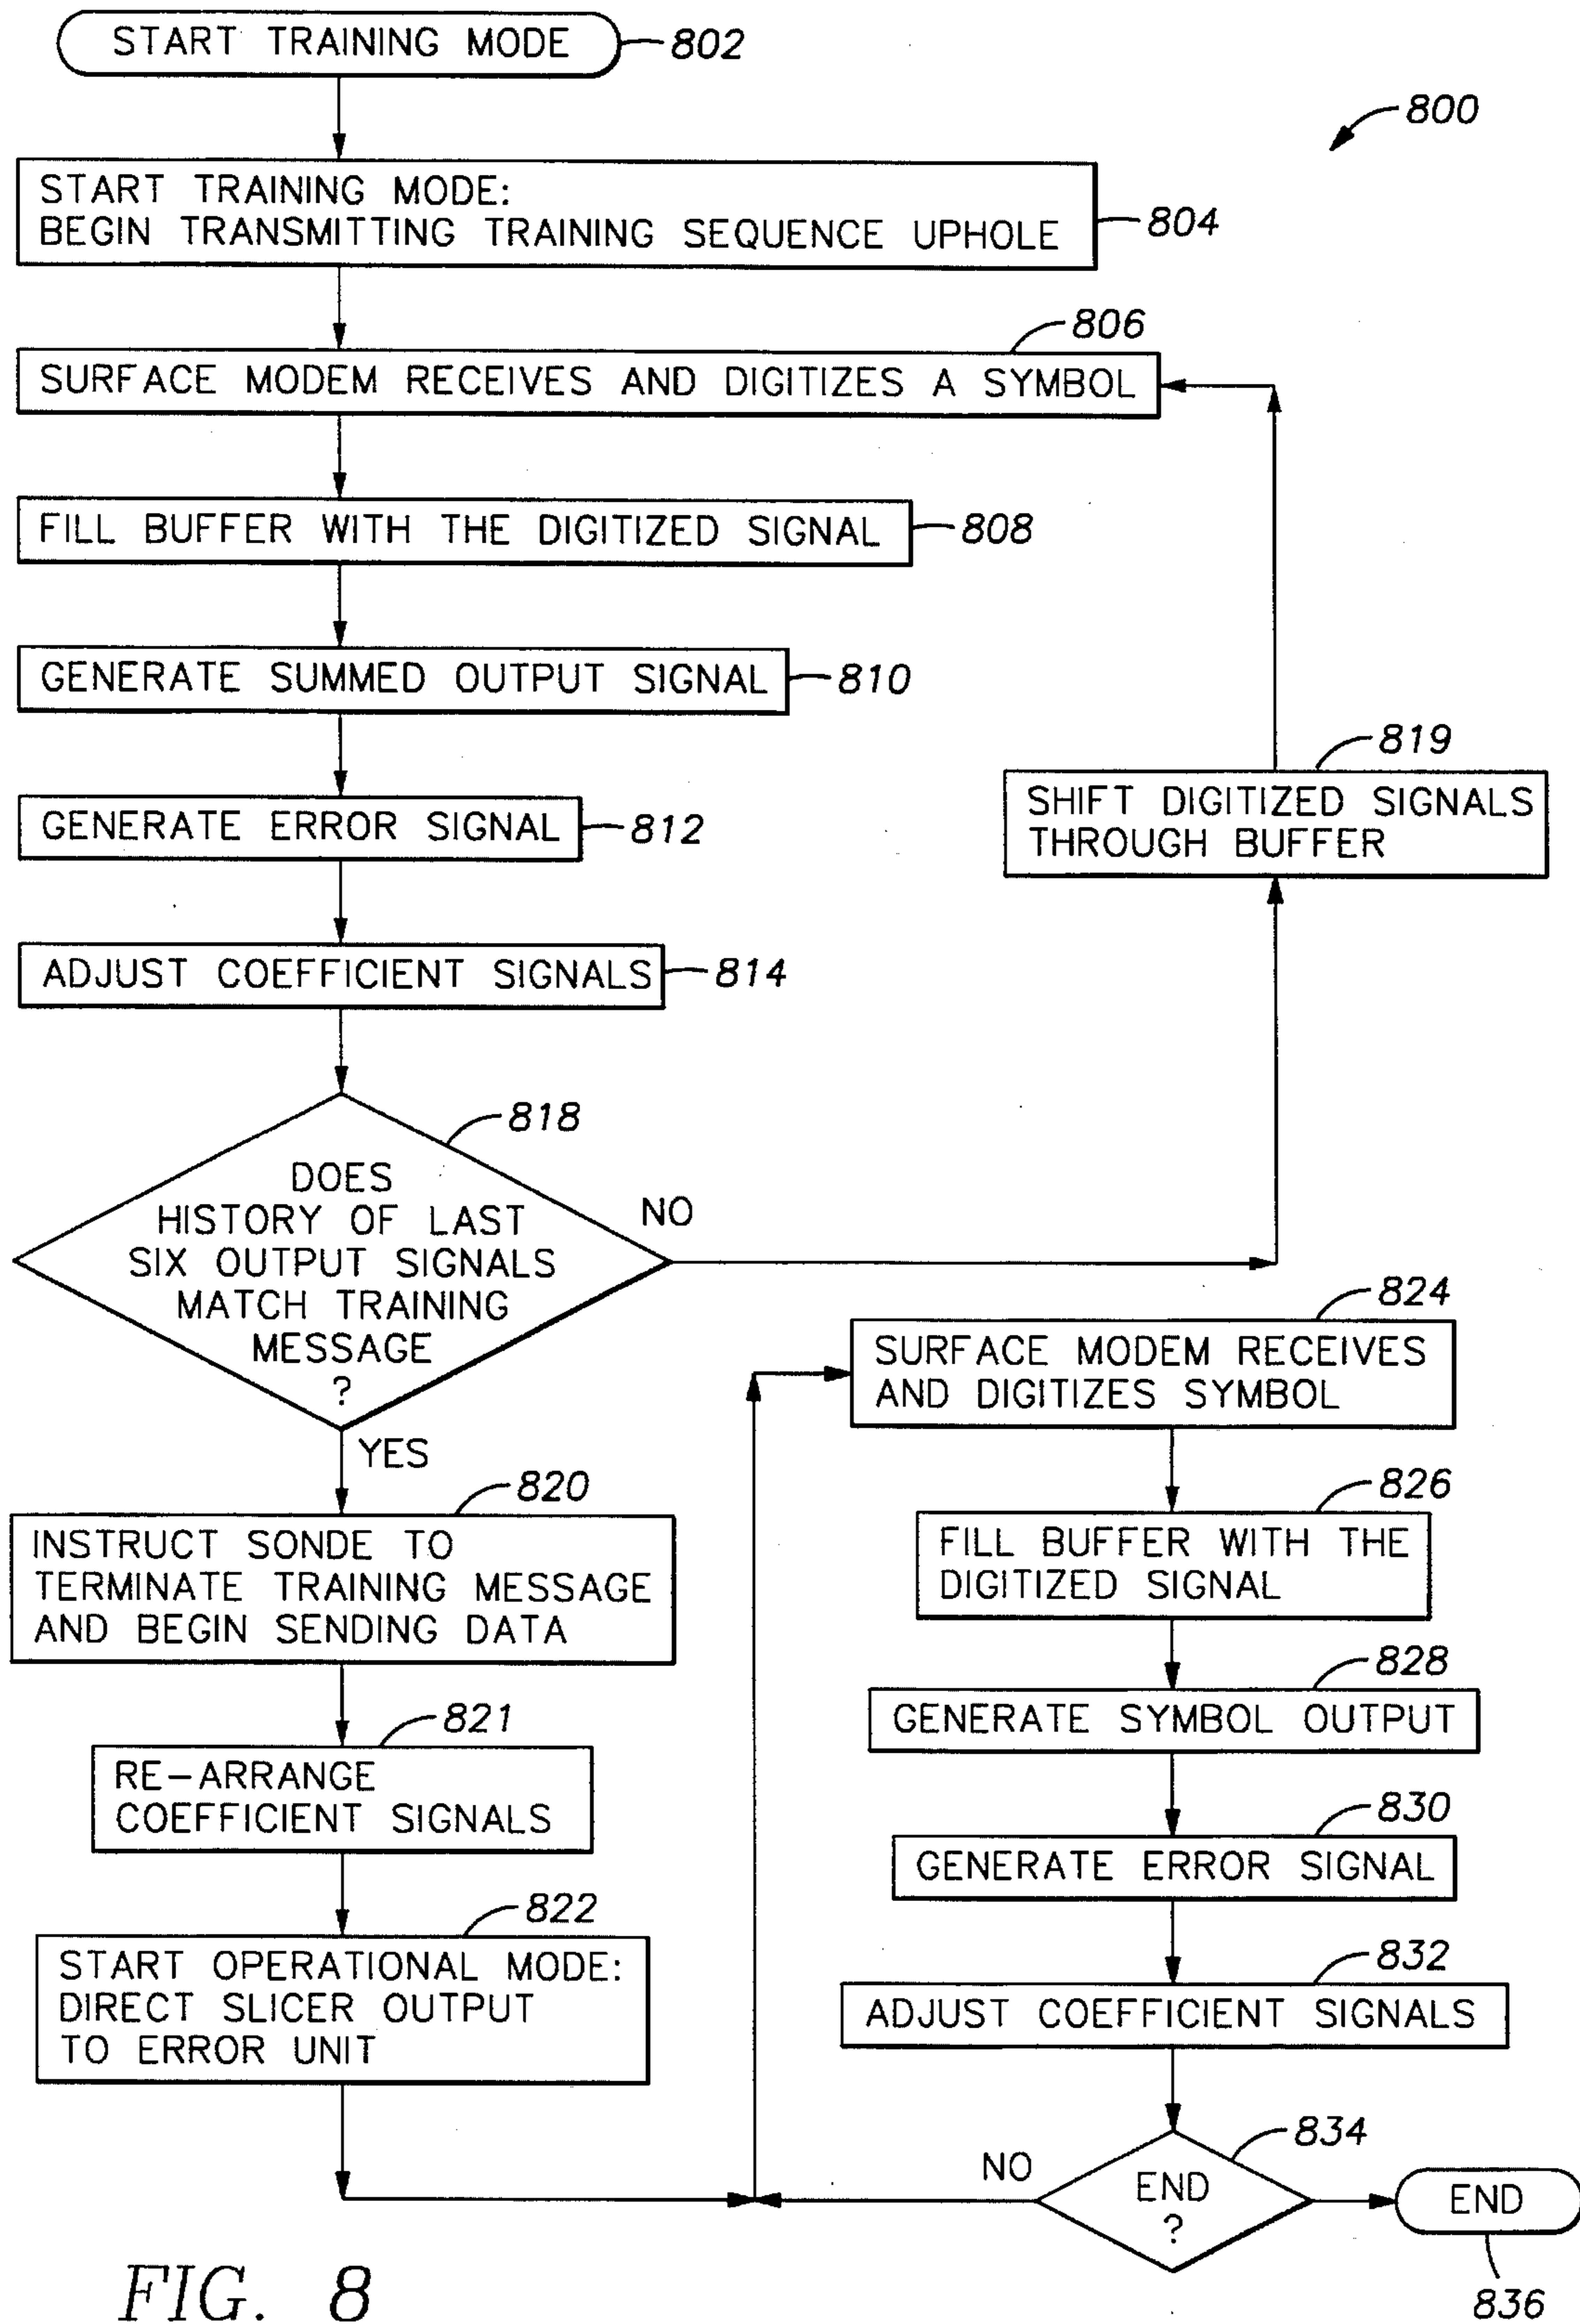 START TRAINING MODE
802
800
START TRAINING MODE:
BEGIN TRANSMITTING TRAINING SEQUENCE UPHOLE
804
806
SURFACE MODEM RECEIVES AND DIGITIZES A SYMBOL
FILL BUFFER WITH THE DIGITIZED SIGNAL
808
GENERATE SUMMED OUTPUT SIGNAL
810
819
SHIFT DIGITIZED SIGNALS
THROUGH BUFFER
GENERATE ERROR SIGNAL
812
ADJUST COEFFICIENT SIGNALS
814
818
DOES
HISTORY OF LAST
SIX OUTPUT SIGNALS
MATCH TRAINING
MESSAGE
?
NO
YES
820
INSTRUCT SONDE TO
TERMINATE TRAINING MESSAGE
AND BEGIN SENDING DATA
821
RE-ARRANGE
COEFFICIENT SIGNALS
822
START OPERATIONAL MODE:
DIRECT SLICER OUTPUT
TO ERROR UNIT
824
SURFACE MODEM RECEIVES
AND DIGITIZES SYMBOL
826
FILL BUFFER WITH THE
DIGITIZED SIGNAL
828
GENERATE SYMBOL OUTPUT
830
GENERATE ERROR SIGNAL
832
ADJUST COEFFICIENT SIGNALS
834
NO
END
?
END
836
FIG. 8